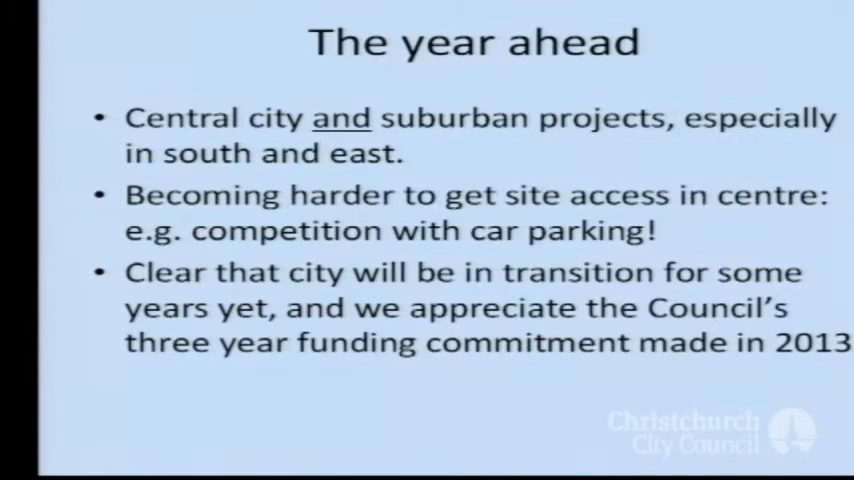 The year ahead
• Central city and suburban projects, especially
in south and east.
• Becoming harder to get site access in centre:
e.g. competition with car parking!
• Clear that city will be in transition for some
years yet, and we appreciate the Council's
three year funding commitment made in 2013
Christchurch
City Council